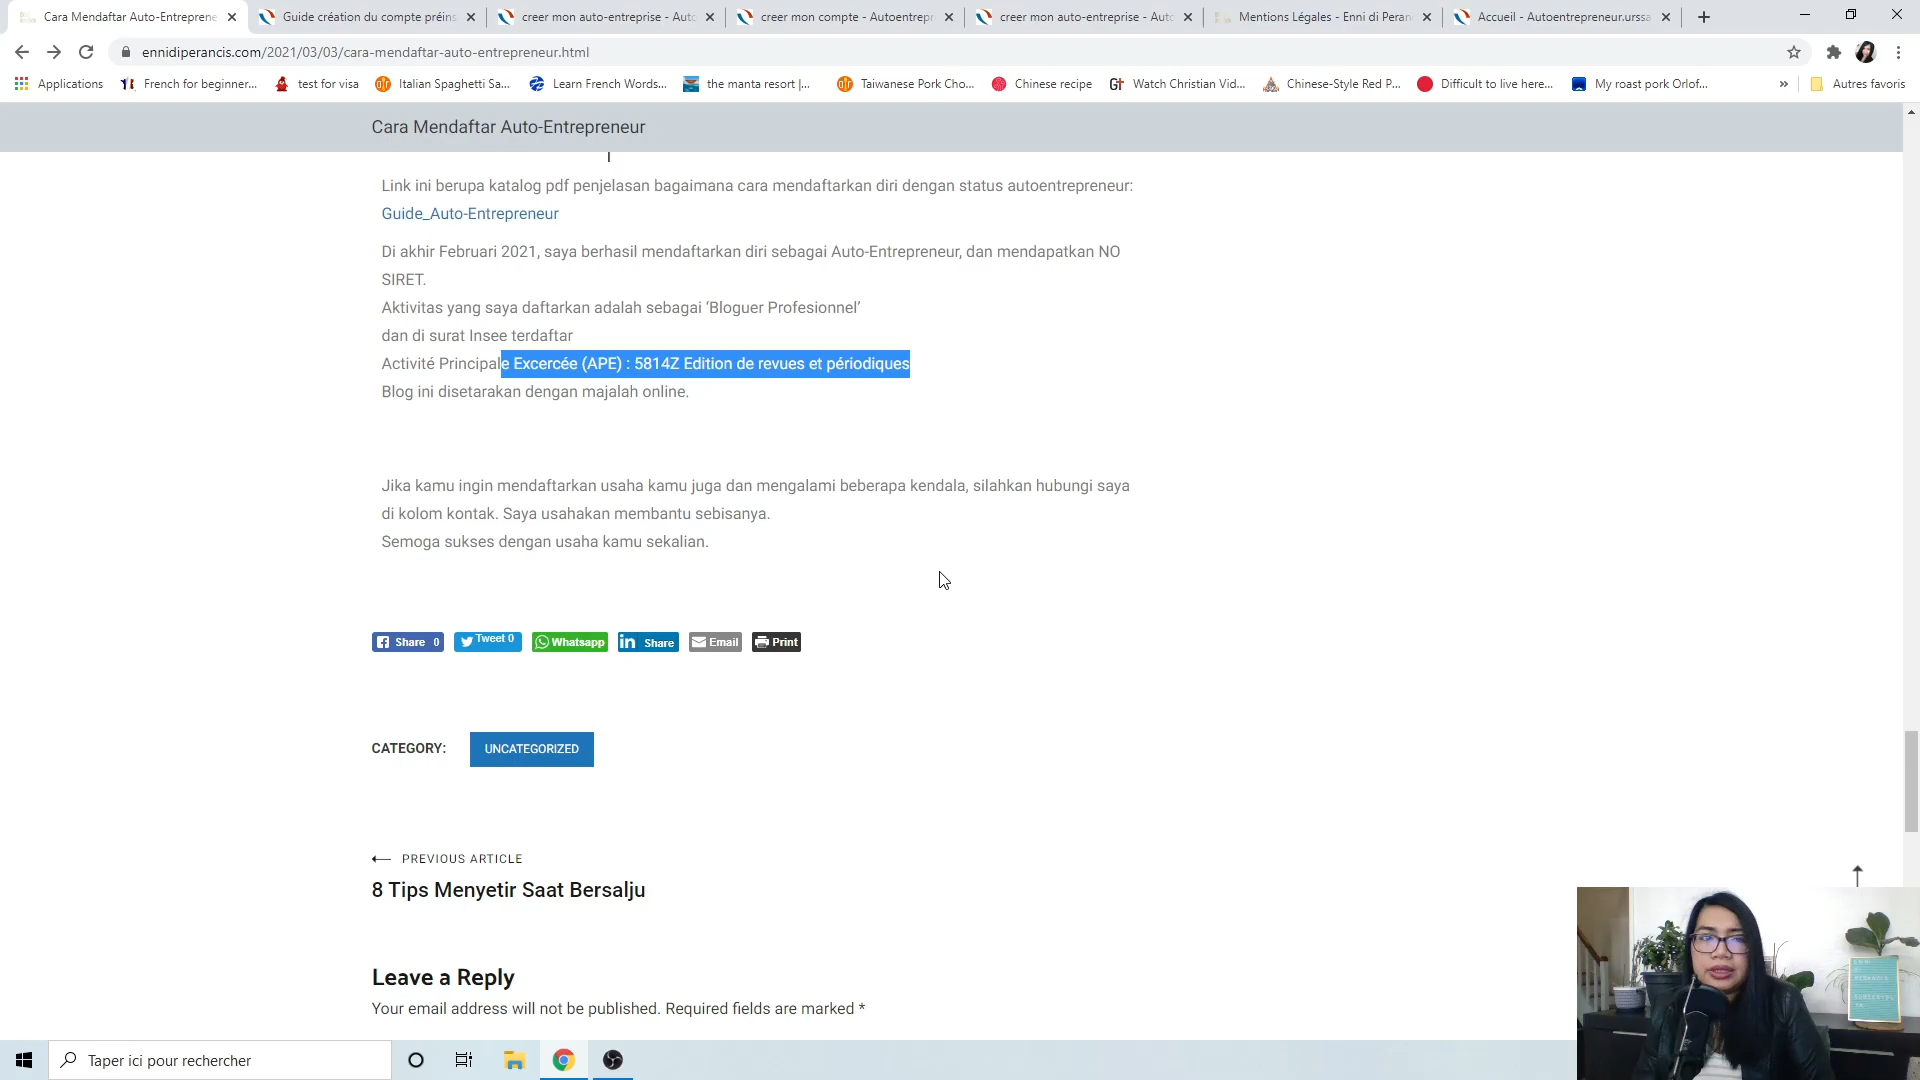 Cara Mendaftar Auto-Entreprene
Guide création du compte préins
creer mon auto-entreprise - Auto
creer mon compte - Autoentrepr
creer mon auto-entreprise - Auto
Mentions Légales - Enni di Peran
Accueil - Autoentrepreneur.urssa
ennidiperancis.com/2021/03/03/cara-mendaftar-auto-entrepreneur.html
Applications
French for beginner...
test for visa
Italian Spaghetti Sa...
Learn French Words...
the manta resort |...
Taiwanese Pork Cho...
Chinese recipe
Watch Christian Vid...
Chinese-Style Red P...
Difficult to live here...
My roast pork Orlof...
Autres favoris
Cara Mendaftar Auto-Entrepreneur
Link ini berupa katalog pdf penjelasan bagaimana cara mendaftarkan diri dengan status autoentrepreneur:
Guide_Auto-Entrepreneur
Di akhir Februari 2021, saya berhasil mendaftarkan diri sebagai Auto-Entrepreneur, dan mendapatkan NO
SIRET.
Aktivitas yang saya daftarkan adalah sebagai ‘Bloguer Profesionnel’
dan di surat Insee terdaftar
Activité Principale Excercée (APE) : 5814Z Edition de revues et périodiques
Blog ini disetarakan dengan majalah online.
Jika kamu ingin mendaftarkan usaha kamu juga dan mengalami beberapa kendala, silahkan hubungi saya
di kolom kontak. Saya usahakan membantu sebisanya.
Semoga sukses dengan usaha kamu sekalian.
Share 0
Tweet 0
Whatsapp
in Share
Email
Print
CATEGORY:
UNCATEGORIZED
PREVIOUS ARTICLE
8 Tips Menyetir Saat Bersalju
Leave a Reply
Your email address will not be published. Required fields are marked *
Taper ici pour rechercher